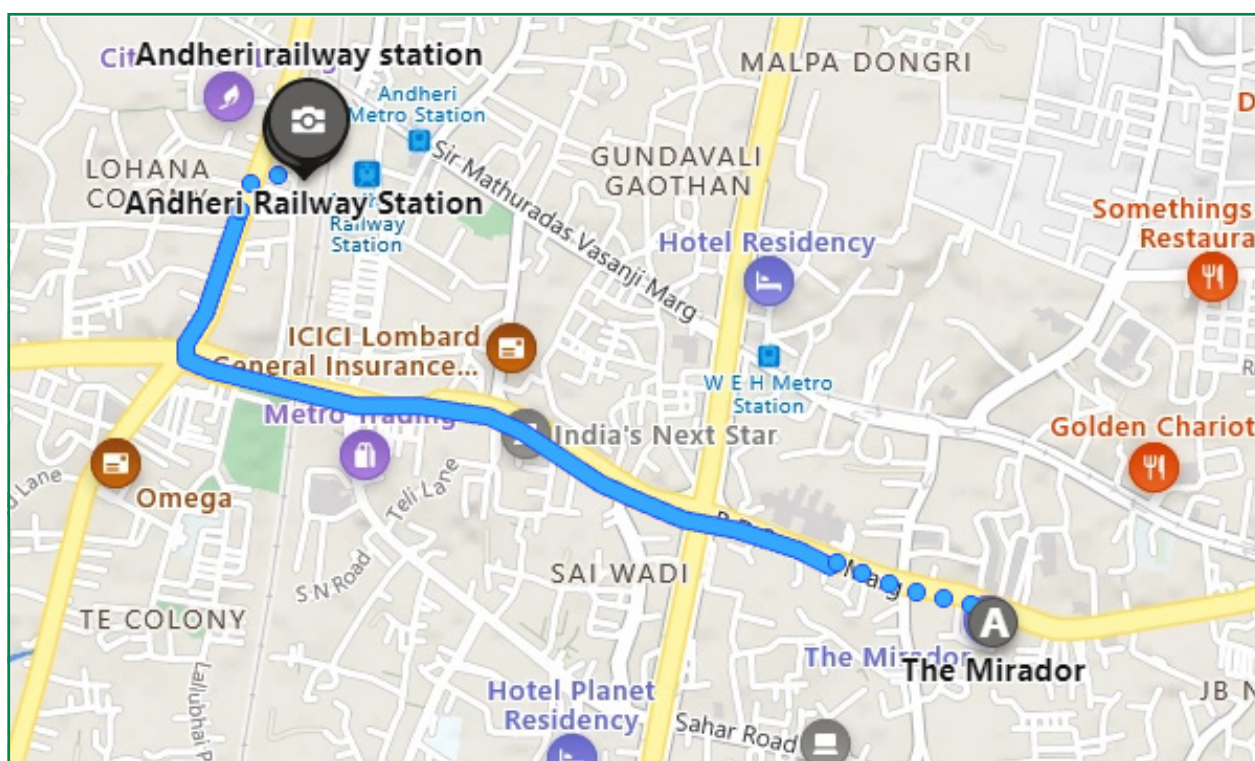 Andheri railway station
MALPA DONGRI
Andheri
Metro Station
LOHANA
GUNDAVALI
GAOTHAN
Andheri Railway Station
Railway
Station
Sir Mathuradas Vasanji Marg
Somethings
Restaura
Hotel Residency
ICICI Lombard
General Insurance...
W E H Metro
Station
Metro Trading
India's Next Star
Golden Chariot
Lane
Omega
Teli Lane
S N Road
Marg
SAI WADI
TE COLONY
The Mirador
The Mirador
Lallubhai P
Hotel Planet
Residency
Sahar Road
JB N